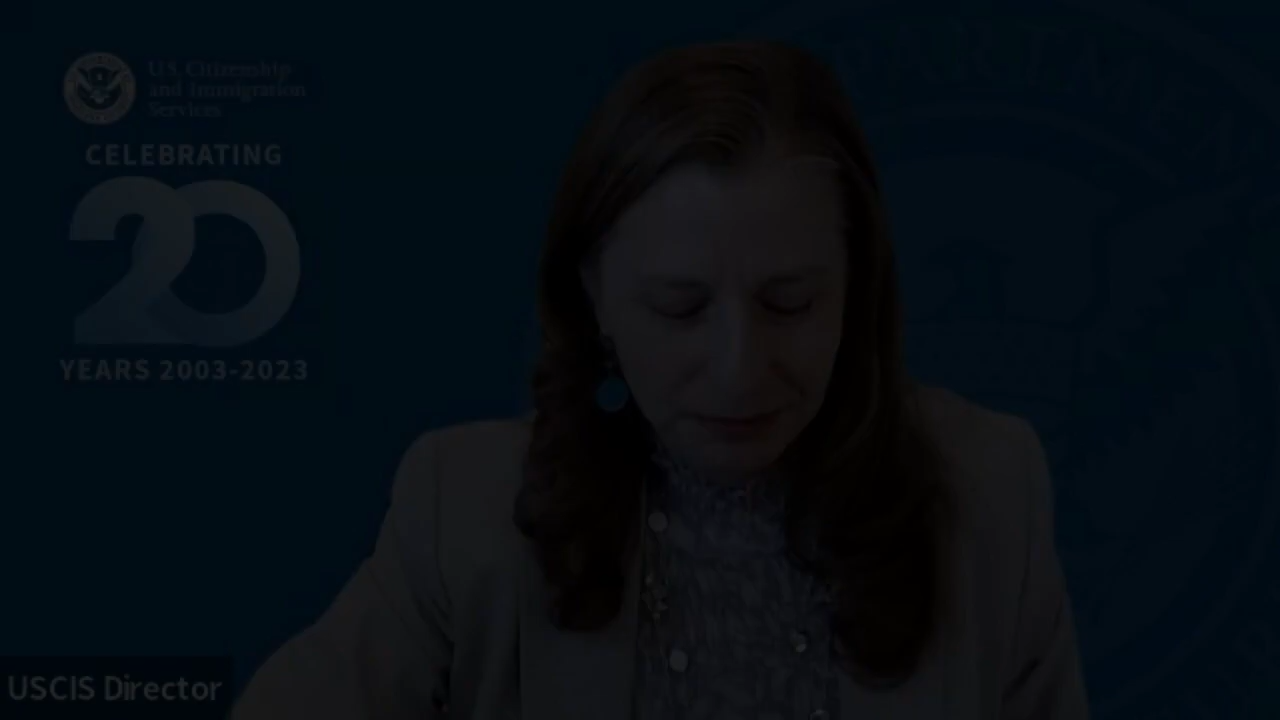 U.S. Citizenship
and Immigration
Services
CELEBRATING
20
YEARS 2003-2023
USCIS Director